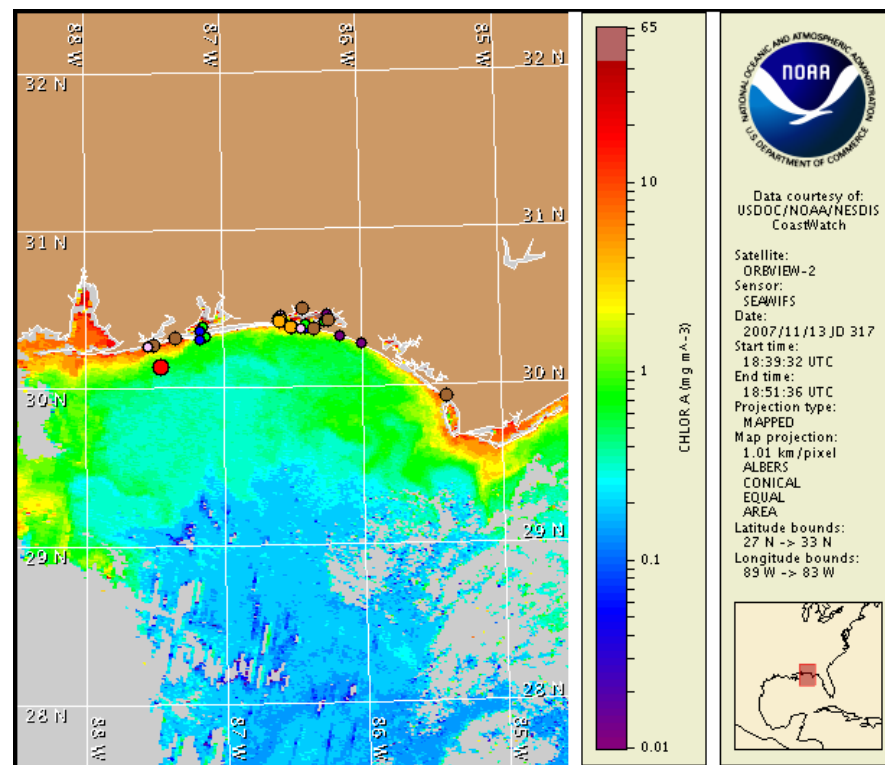 88 W
87 W
86 W
85 W
32 N
32 N
31 N
31 N
30 N
30 N
29 N
29 N
28 N
28 N
88 W
87 W
86 W
85 W
65
10
1
0.1
0.01
CHLOR A (mg m^-3)
NATIONAL OCEANIC AND ATMOSPHERIC ADMINISTRATION
NOAA
U.S. DEPARTMENT OF COMMERCE
Data courtesy of:
USDOC/NOAA/NESDIS
CoastWatch
Satellite:
ORBVIEW-2
Sensor:
SEAWIFS
Date:
2007/11/13 JD 317
Start time:
18:39:32 UTC
End time:
18:51:36 UTC
Projection type:
MAPPED
Map projection:
1.01 km/pixel
ALBERS
CONICAL
EQUAL
AREA
Latitude bounds:
27 N -> 33 N
Longitude bounds:
89 W -> 83 W